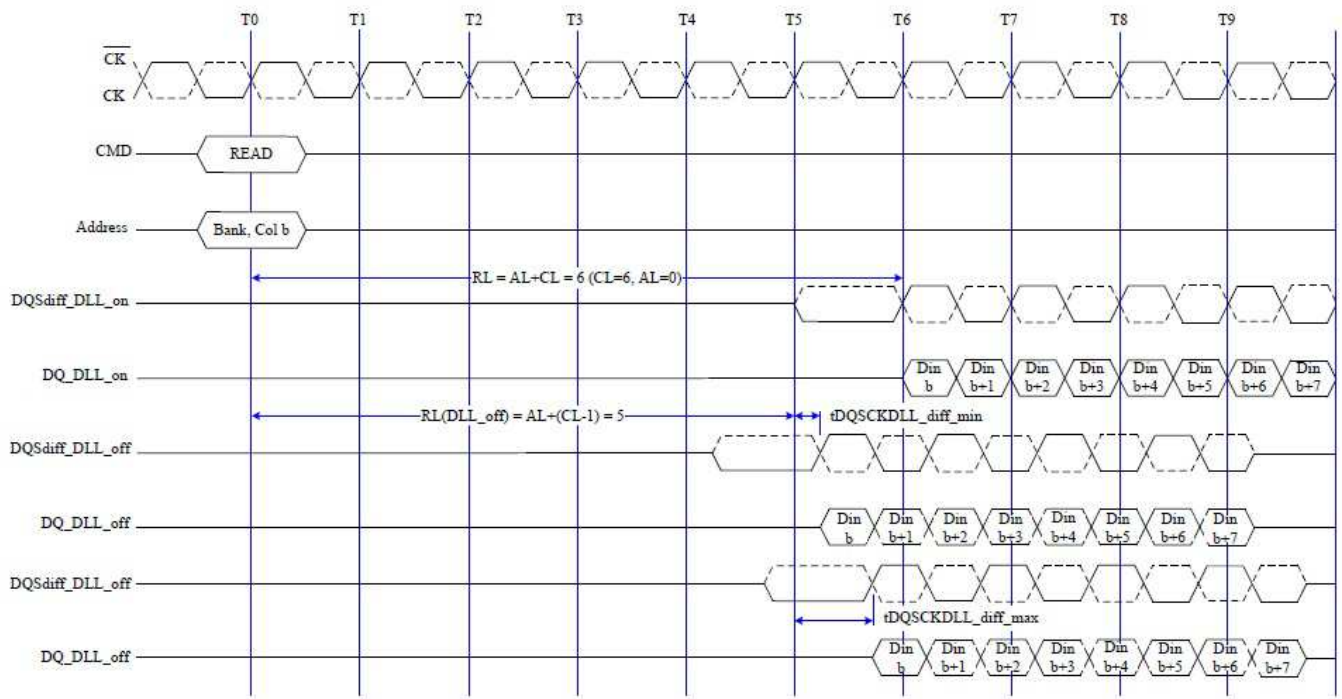 T0 T1 T2 T3 T4 T5 T6 T7 T8 T9
CK
CK
CMD READ
Address Bank, Col b
RL = AL+CL = 6 (CL=6, AL=0)
DQSdiff_DLL_on
DQ_DLL_on Din b Din b+1 Din b+2 Din b+3 Din b+4 Din b+5 Din b+6 Din b+7
RL(DLL_off) = AL+(CL-1) = 5 tDQSCKDLL_diff_min
DQSdiff_DLL_off
DQ_DLL_off Din b Din b+1 Din b+2 Din b+3 Din b+4 Din b+5 Din b+6 Din b+7
DQSdiff_DLL_off
tDQSCKDLL_diff_max
DQ_DLL_off Din b Din b+1 Din b+2 Din b+3 Din b+4 Din b+5 Din b+6 Din b+7